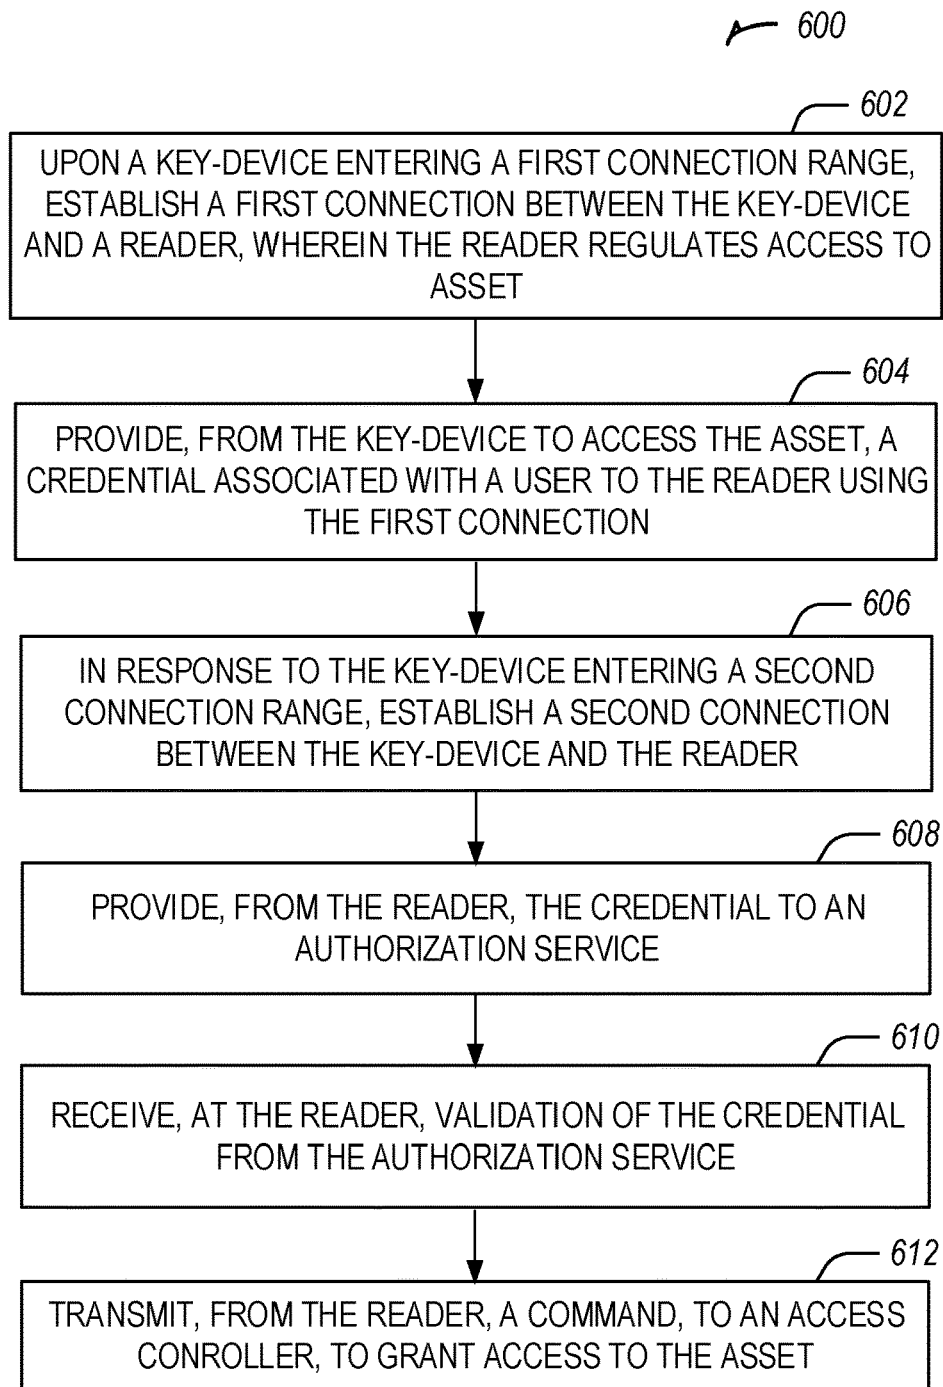 600
602
UPON A KEY-DEVICE ENTERING A FIRST CONNECTION RANGE,
ESTABLISH A FIRST CONNECTION BETWEEN THE KEY-DEVICE
AND A READER, WHEREIN THE READER REGULATES ACCESS TO
ASSET
604
PROVIDE, FROM THE KEY-DEVICE TO ACCESS THE ASSET, A
CREDENTIAL ASSOCIATED WITH A USER TO THE READER USING
THE FIRST CONNECTION
606
IN RESPONSE TO THE KEY-DEVICE ENTERING A SECOND
CONNECTION RANGE, ESTABLISH A SECOND CONNECTION
BETWEEN THE KEY-DEVICE AND THE READER
608
PROVIDE, FROM THE READER, THE CREDENTIAL TO AN
AUTHORIZATION SERVICE
610
RECEIVE, AT THE READER, VALIDATION OF THE CREDENTIAL
FROM THE AUTHORIZATION SERVICE
612
TRANSMIT, FROM THE READER, A COMMAND, TO AN ACCESS
CONROLLER, TO GRANT ACCESS TO THE ASSET